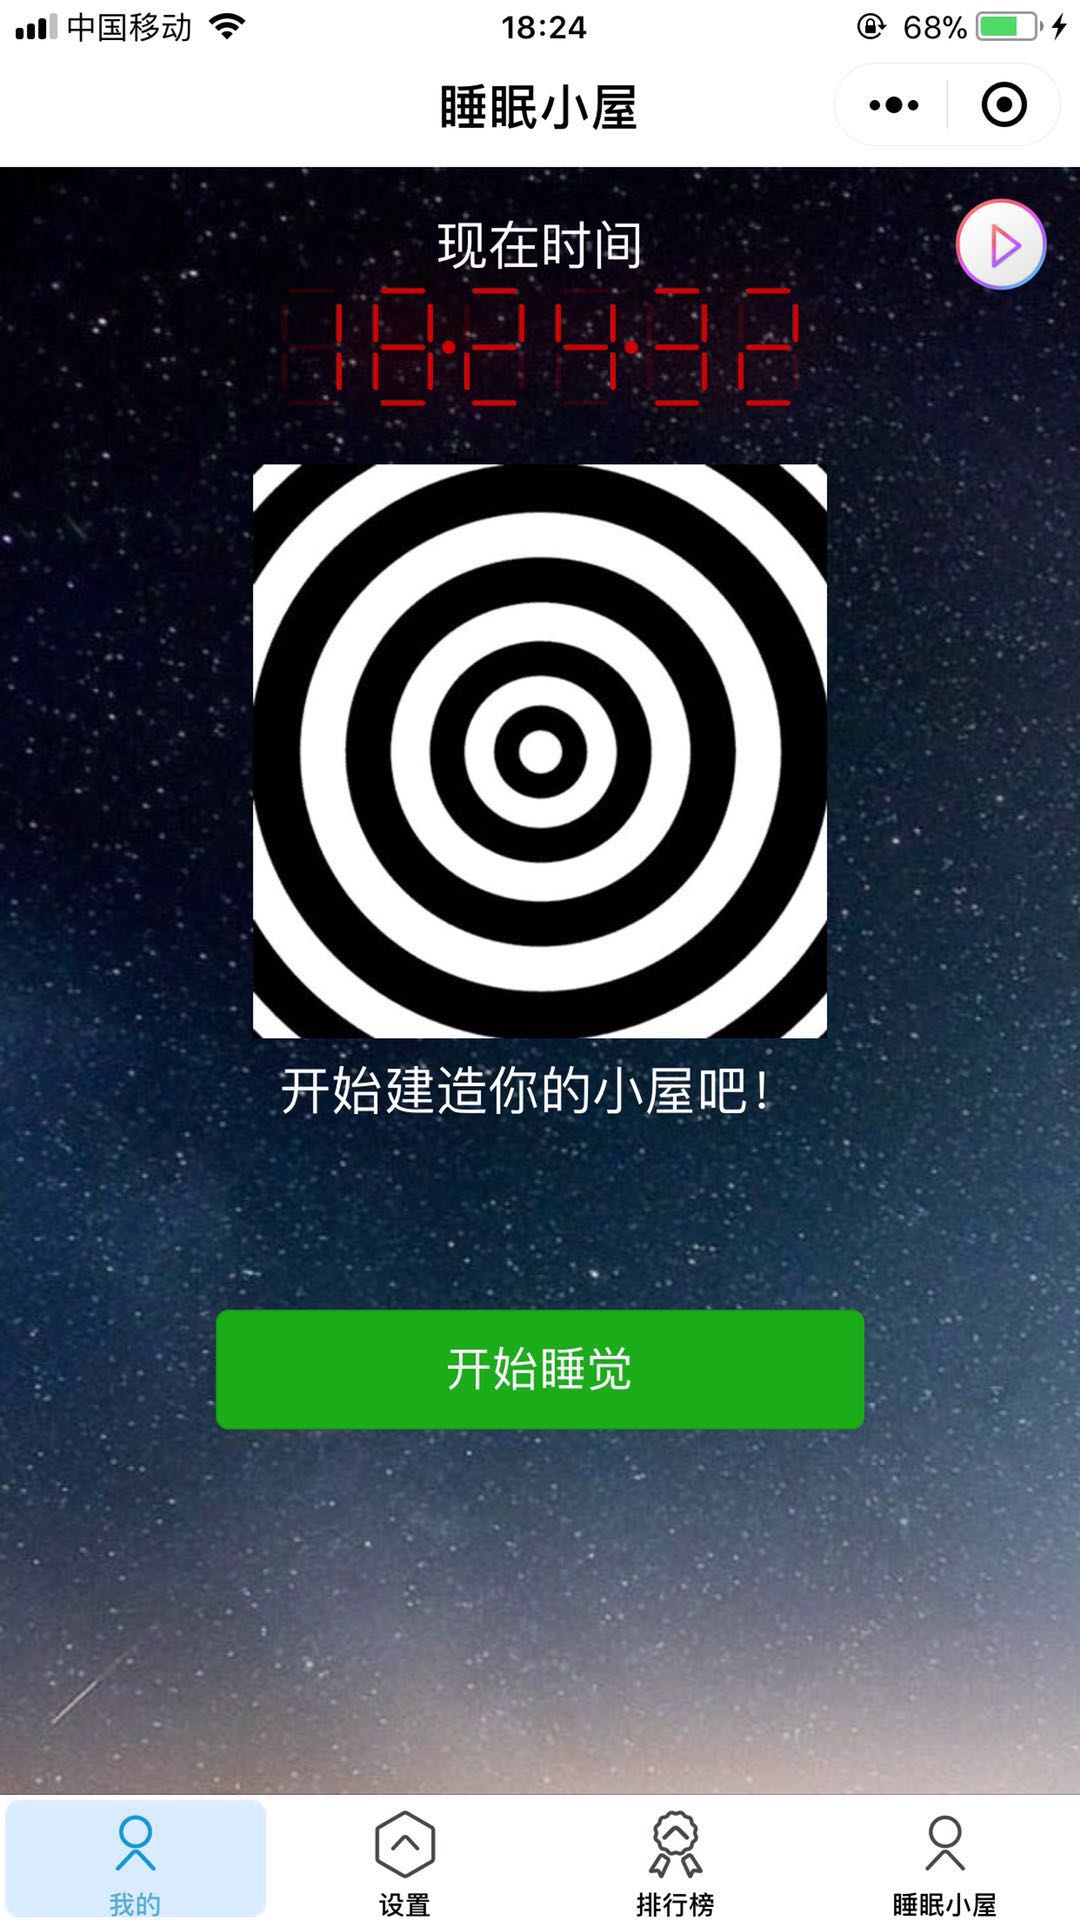 中国移动 18:24 68%
睡眠小屋
现在时间
18:24:32
开始建造你的小屋吧！
开始睡觉
我的 设置 排行榜 睡眠小屋